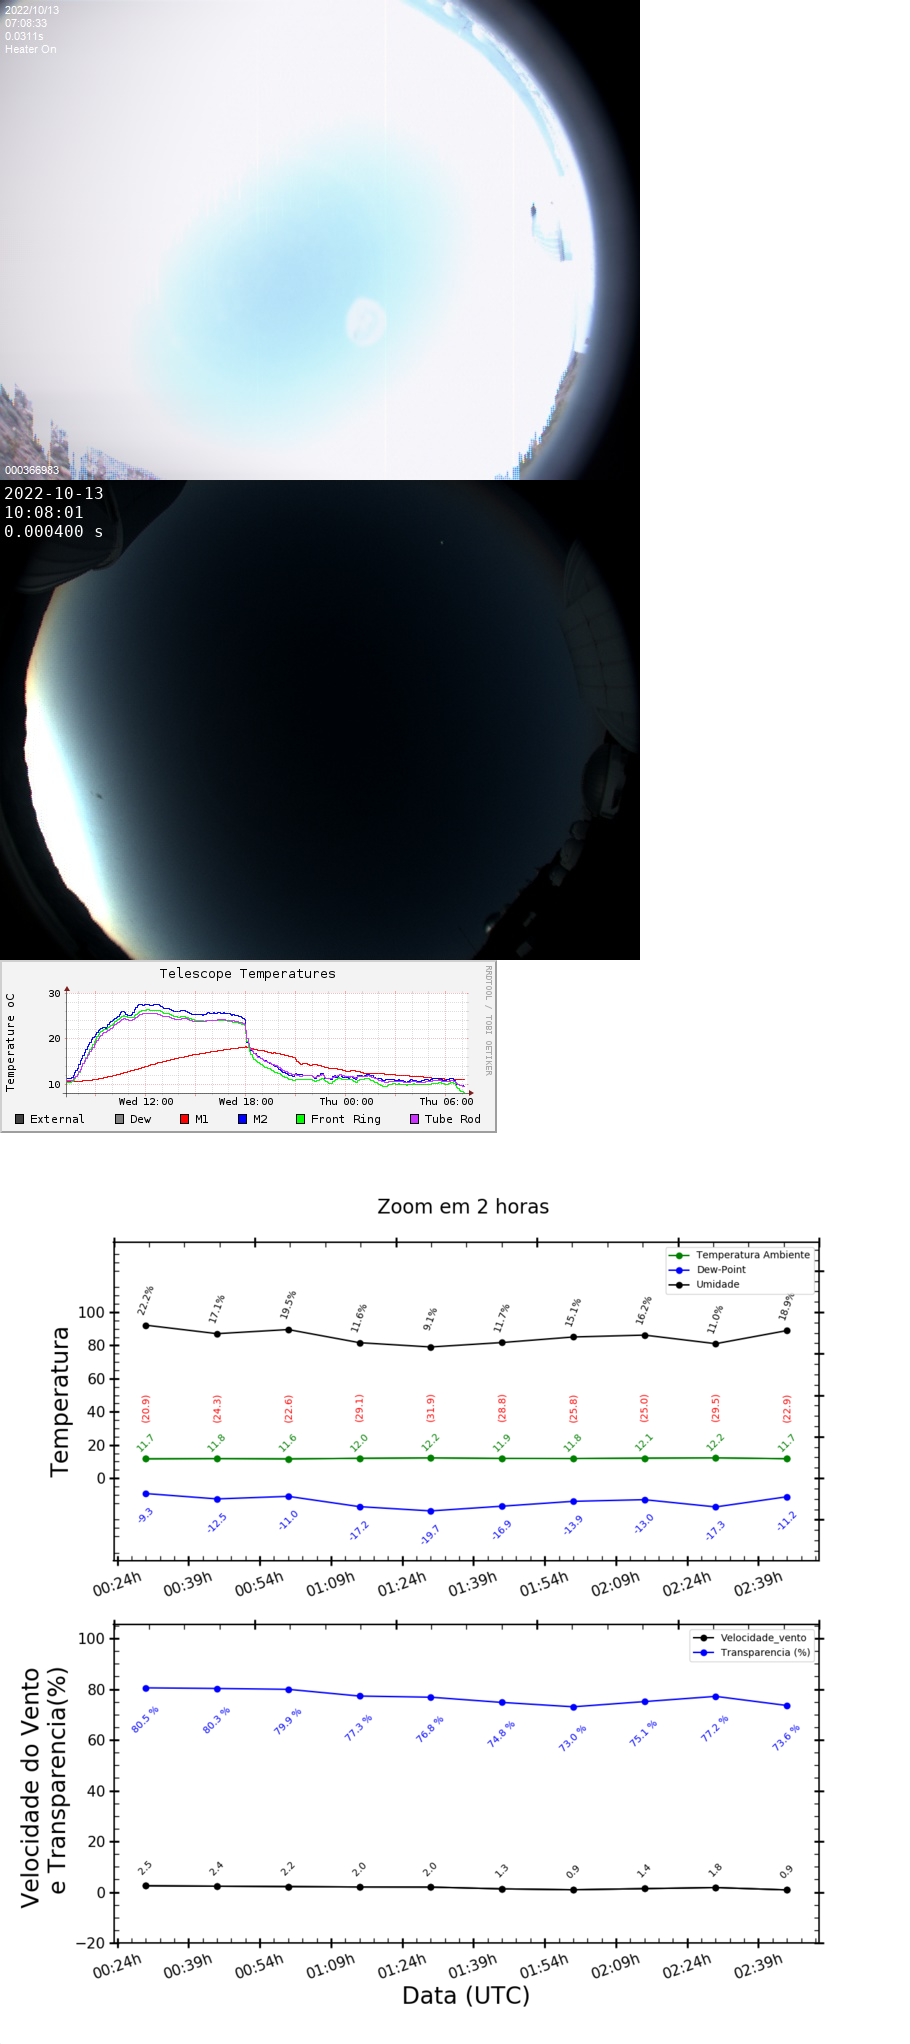 2022/10/13
07:08:33
0.0311s
Heater On
000366983
2022-10-13
10:08:01
0.000400 s
Telescope Temperatures
Temperature oC
30
20
10
Wed 12:00 Wed 18:00 Thu 00:00 Thu 06:00
External Dew M1 M2 Front Ring Tube Rod
RRDTOOL / TOBI OETIKER
Zoom em 2 horas
Temperatura Ambiente
Dew-Point
Umidade
Temperatura
100
80
60
40
20
0
22.2% 17.1% 19.5% 11.6% 9.1% 11.7% 15.1% 16.2% 11.0% 18.9%
(20.9) (24.3) (22.6) (29.1) (31.9) (28.8) (25.8) (25.0) (29.5) (22.9)
11.7 11.8 11.6 12.0 12.2 11.9 11.8 12.1 12.2 11.7
-9.3 -12.5 -11.0 -17.2 -19.7 -16.9 -13.9 -13.0 -17.3 -11.2
00:24h 00:39h 00:54h 01:09h 01:24h 01:39h 01:54h 02:09h 02:24h 02:39h
Velocidade_vento
Transparencia (%)
Velocidade do Vento
e Transparencia(%)
100
80
60
40
20
0
−20
80.5 % 80.3 % 79.9 % 77.3 % 76.8 % 74.8 % 73.0 % 75.1 % 77.2 % 73.6 %
2.5 2.4 2.2 2.0 2.0 1.3 0.9 1.4 1.8 0.9
00:24h 00:39h 00:54h 01:09h 01:24h 01:39h 01:54h 02:09h 02:24h 02:39h
Data (UTC)